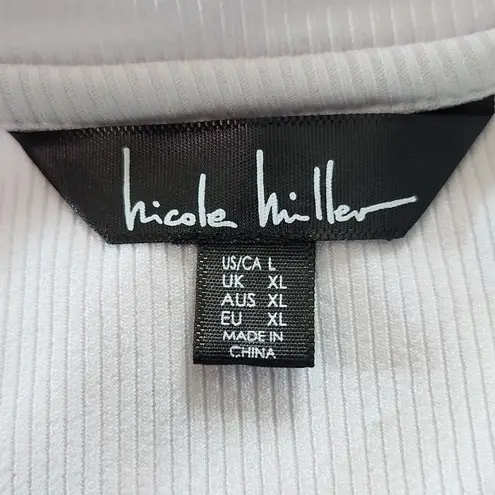 nicole miller
US/CA L
UK XL
AUS XL
EU XL
MADE IN
CHINA